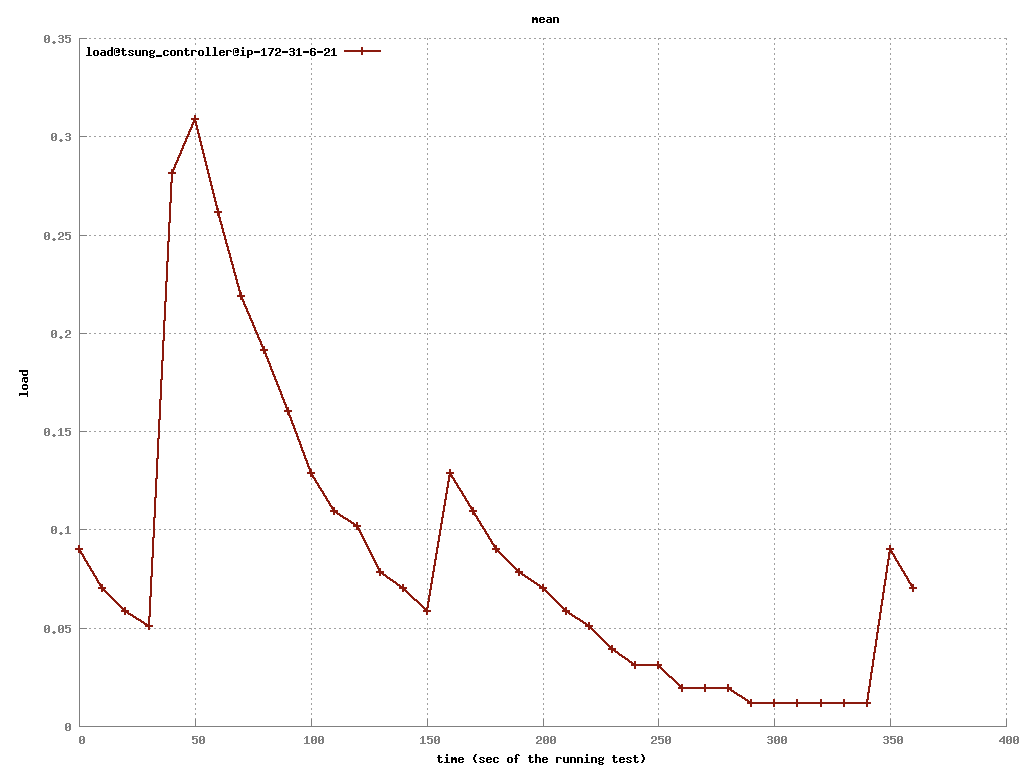 mean
load@tsung_controller@ip-172-31-6-21
0.35
0.3
0.25
0.2
0.15
0.1
0.05
0
load
0 50 100 150 200 250 300 350 400
time (sec of the running test)